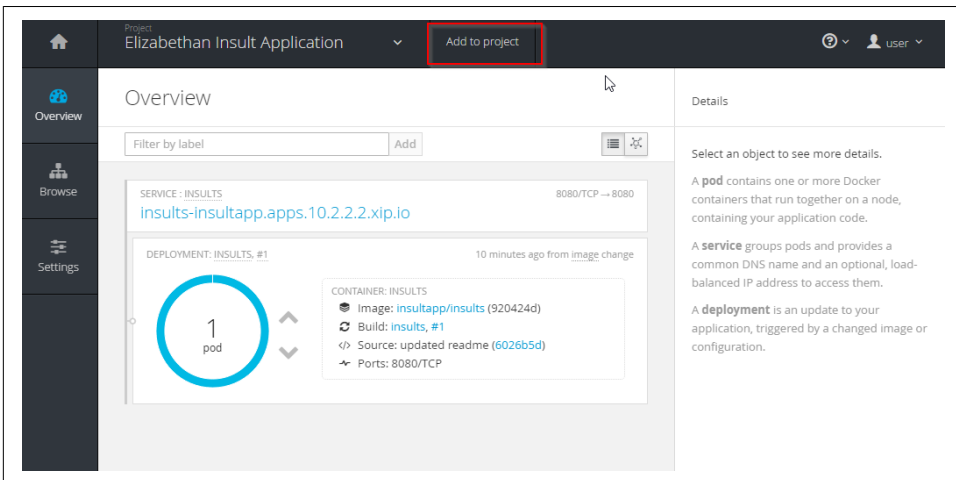 Project
Elizabethan Insult Application
Add to project
user
Overview
Overview
Details
Filter by label
Add
Select an object to see more details.
Browse
A pod contains one or more Docker
containers that run together on a node,
containing your application code.
SERVICE : INSULTS
8080/TCP → 8080
insults-insultapp.apps.10.2.2.2.xip.io
A service groups pods and provides a
common DNS name and an optional, load-
balanced IP address to access them.
Settings
DEPLOYMENT: INSULTS, #1
10 minutes ago from image change
A deployment is an update to your
application, triggered by a changed image or
configuration.
1
pod
CONTAINER: INSULTS
Image: insultapp/insults (920424d)
Build: insults, #1
</> Source: updated readme (6026b5d)
Ports: 8080/TCP